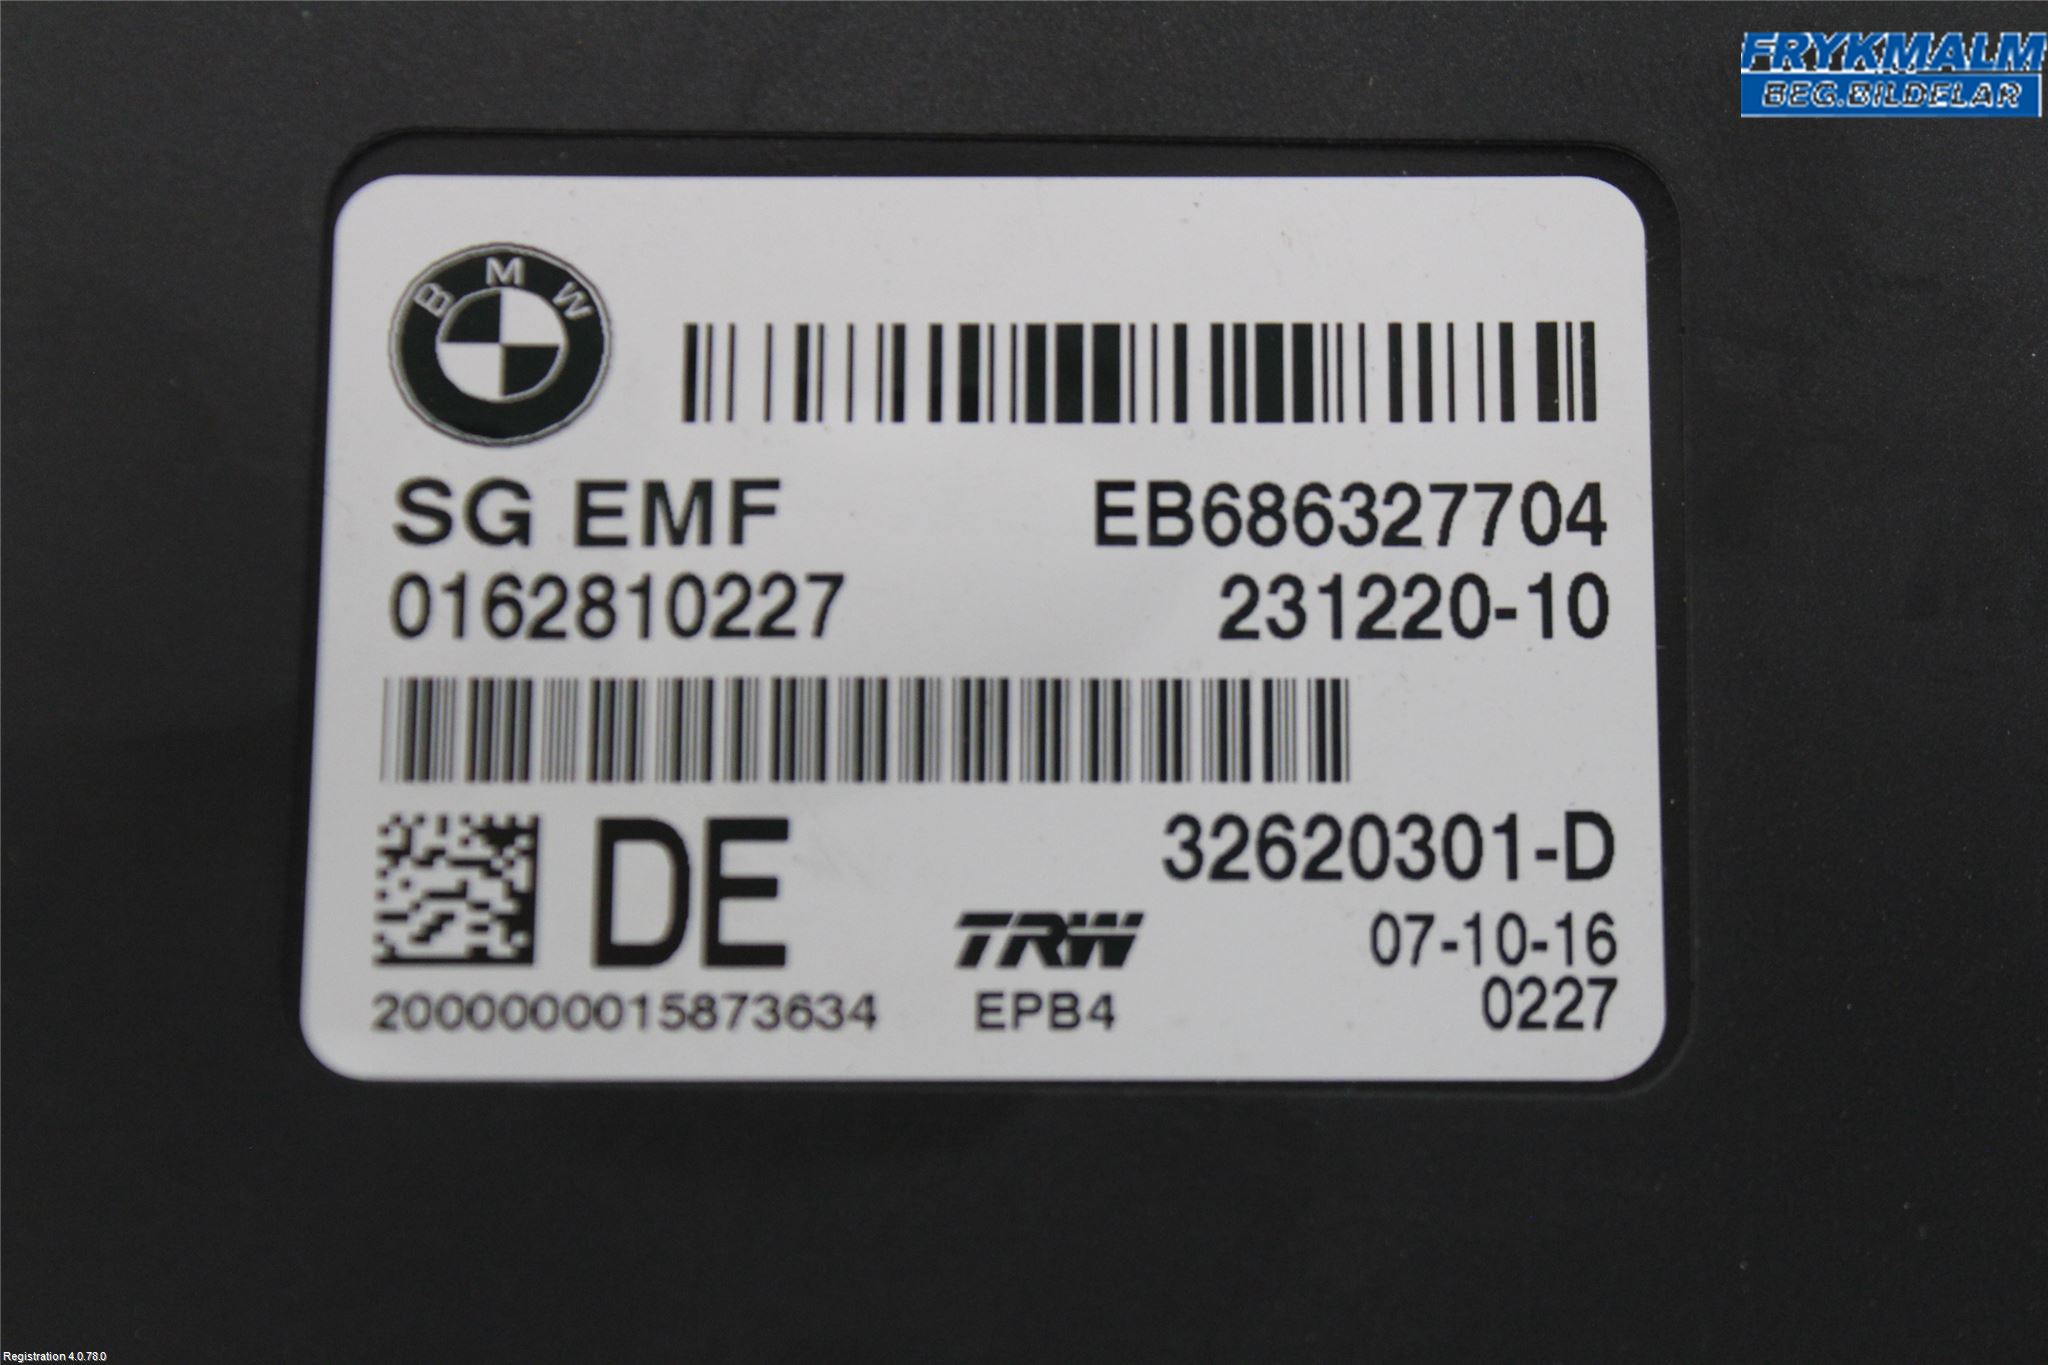 FRYKMALM
BEG.BILDELAR
BMW
SG EMF
EB686327704
0162810227
231220-10
DE
32620301-D
TRW
07-10-16
2000000015873634
EPB4
0227
Registration 4.0.78.0